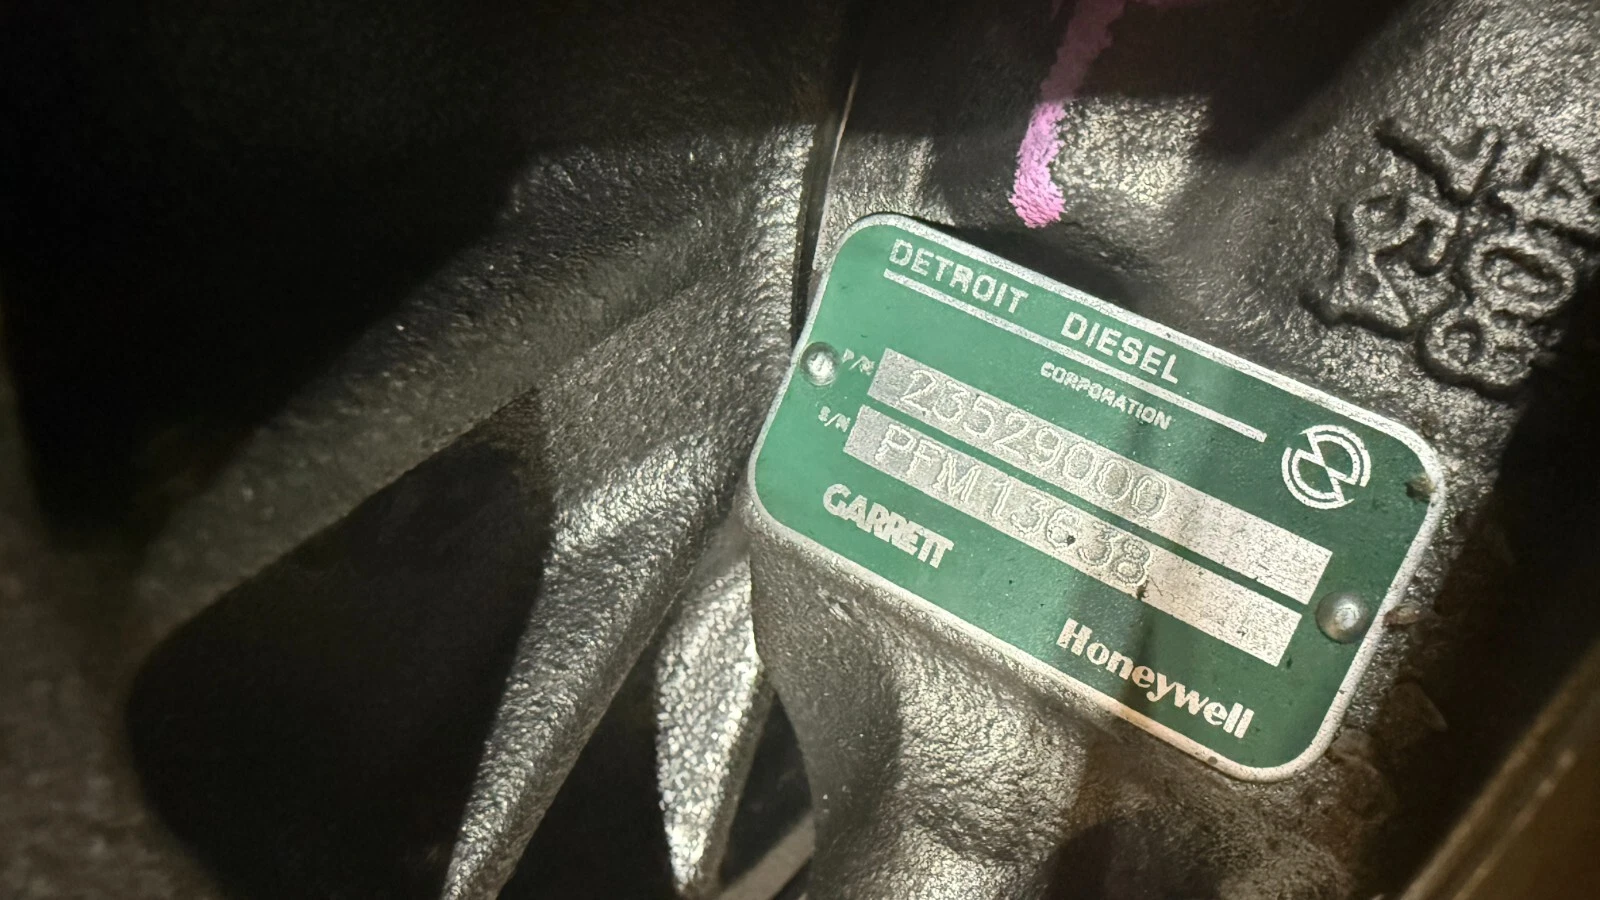 DETROIT DIESEL
CORPORATION
P/N 23529000
S/N PFM13638
GARRETT
Honeywell